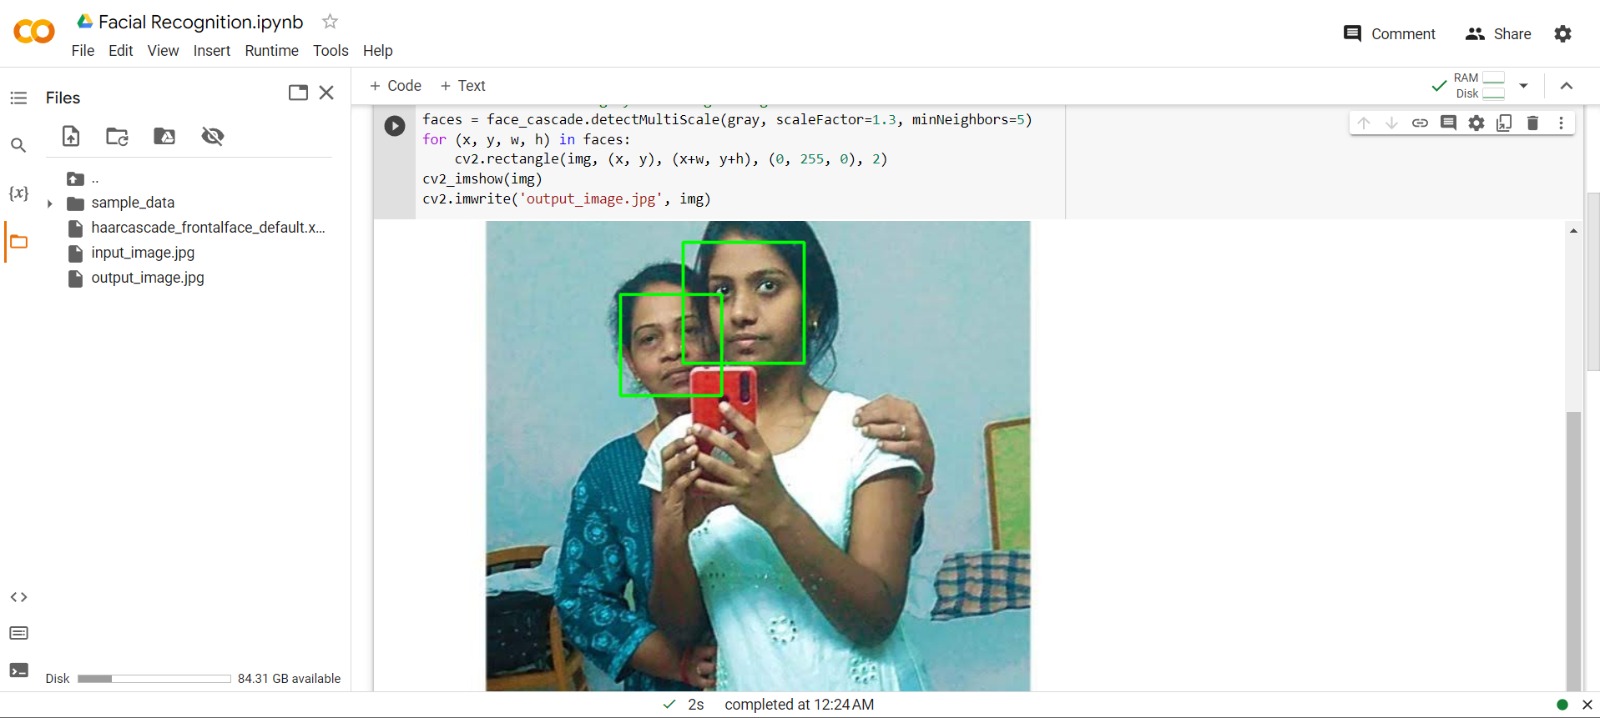 Facial Recognition.ipynb
File Edit View Insert Runtime Tools Help
Comment
Share
Files
+ Code + Text
RAM
Disk
..
sample_data
haarcascade_frontalface_default.x...
input_image.jpg
output_image.jpg
{x}
faces = face_cascade.detectMultiScale(gray, scaleFactor=1.3, minNeighbors=5)
for (x, y, w, h) in faces:
    cv2.rectangle(img, (x, y), (x+w, y+h), (0, 255, 0), 2)
cv2_imshow(img)
cv2.imwrite('output_image.jpg', img)
<>
Disk 84.31 GB available
2s completed at 12:24 AM